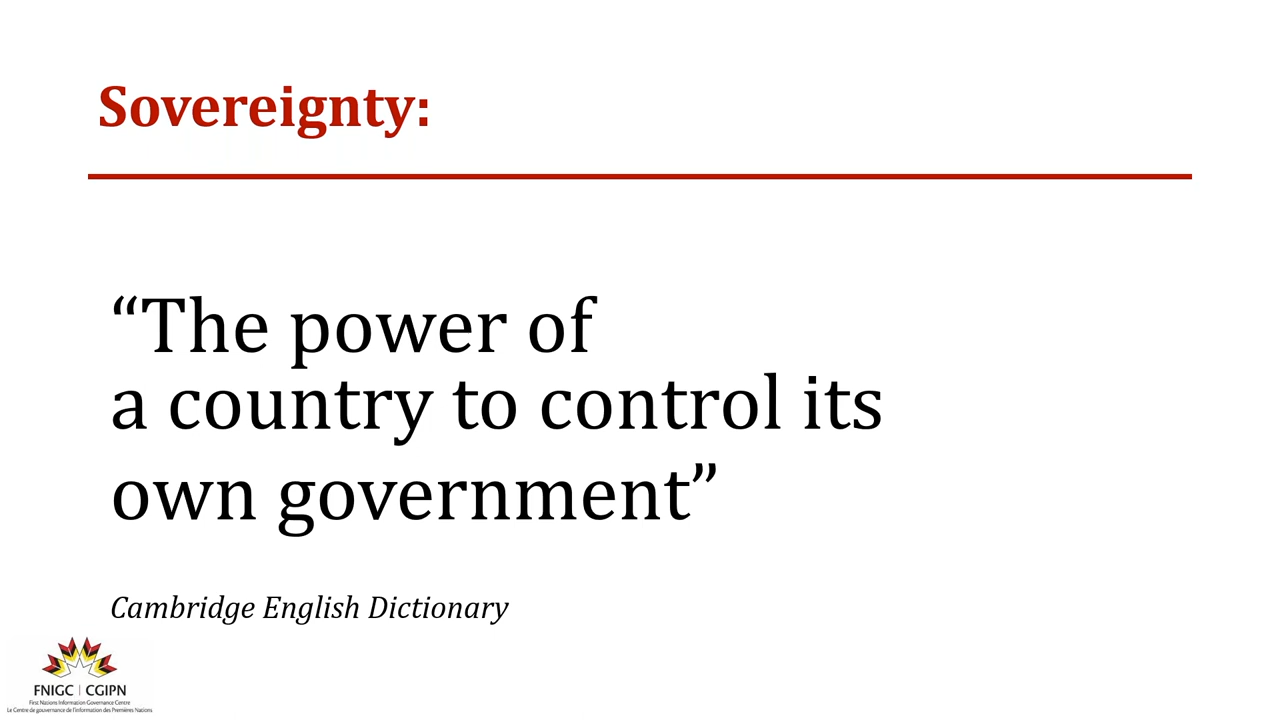 Sovereignty:
“The power of
a country to control its
own government”
Cambridge English Dictionary
FNIGC | CGIPN
First Nations Information Governance Centre
Le Centre de gouvernance de l'information des Premières Nations